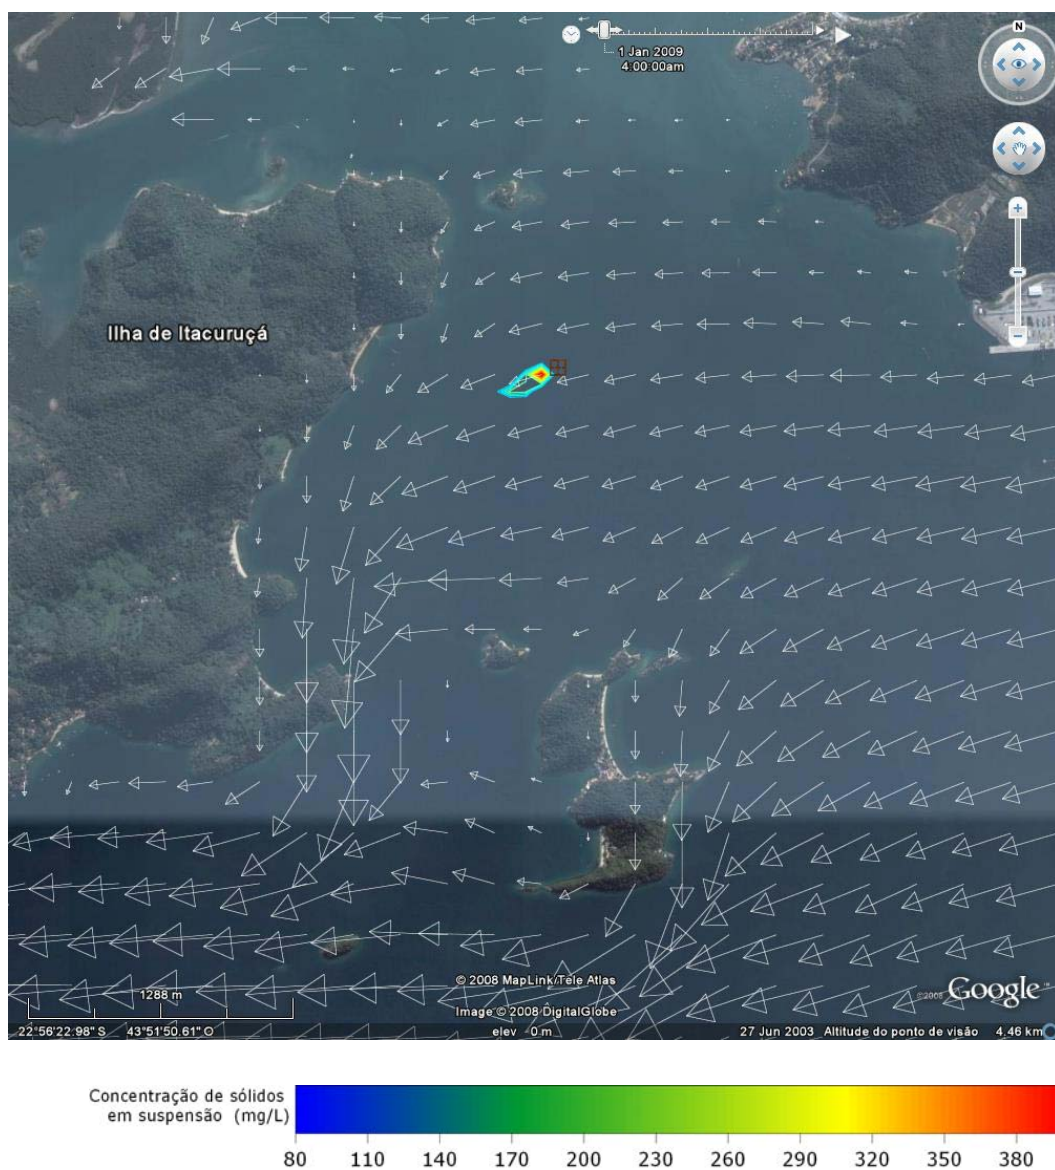 1 Jan 2009
4:00:00am
N
Ilha de Itacuruçá
© 2008 MapLink/Tele Atlas
1288 m
©2008 Google™
Image © 2008 DigitalGlobe
22°56'22.98" S 43°51'50.61" O elev 0 m 27 Jun 2003 Altitude do ponto de visão 4.46 km
Concentração de sólidos
em suspensão (mg/L)
80 110 140 170 200 230 260 290 320 350 380